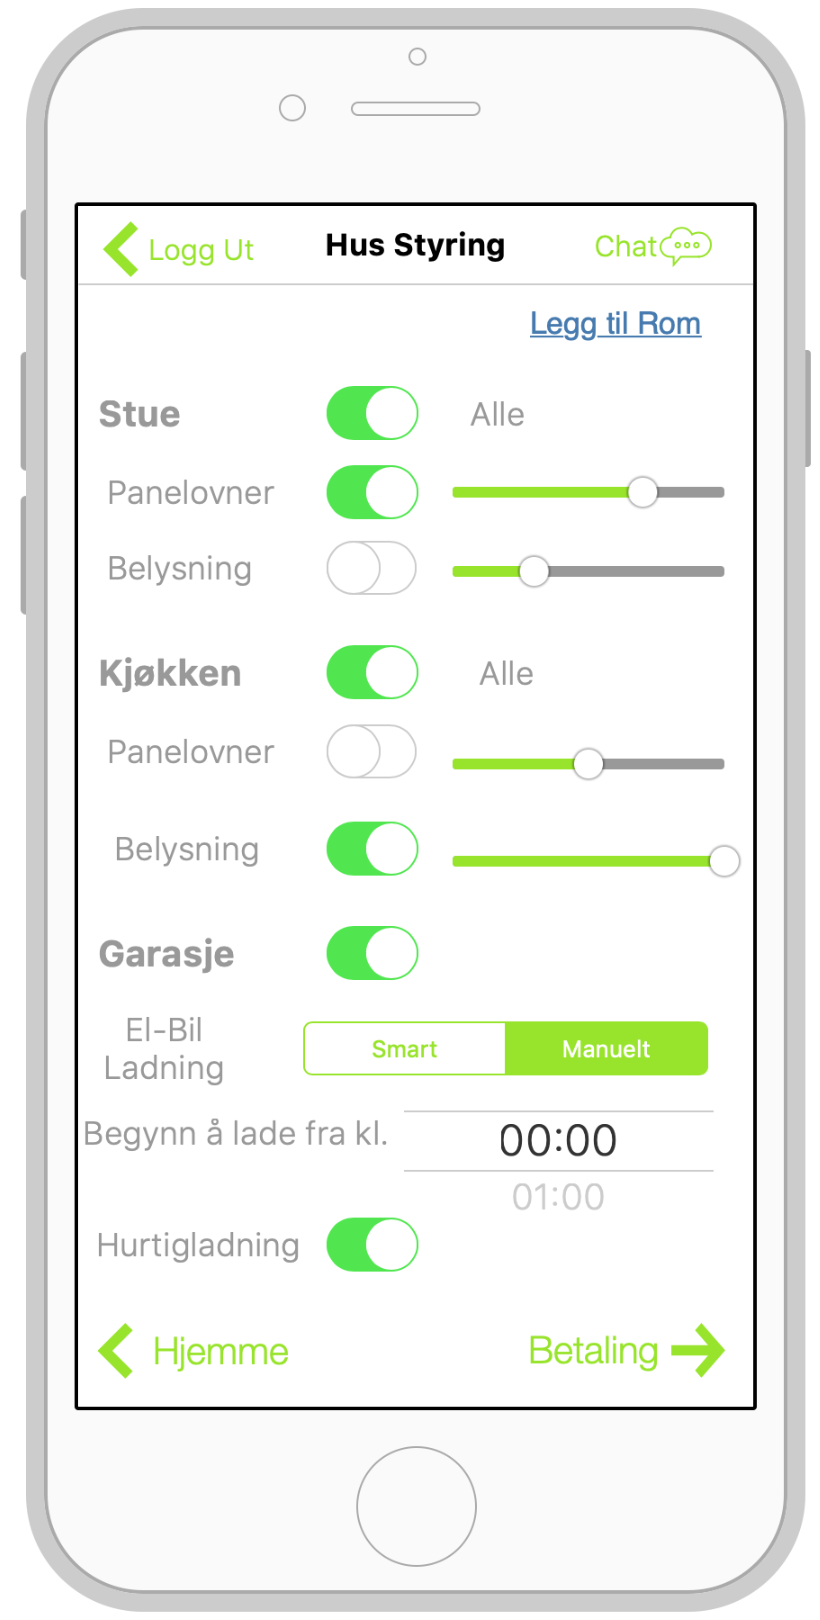 Logg Ut
Hus Styring
Chat
Legg til Rom
Stue
Alle
Panelovner
Belysning
Kjøkken
Alle
Panelovner
Belysning
Garasje
El-Bil
Ladning
Smart
Manuelt
Begynn å lade fra kl.
00:00
01:00
Hurtigladning
Hjemme
Betaling